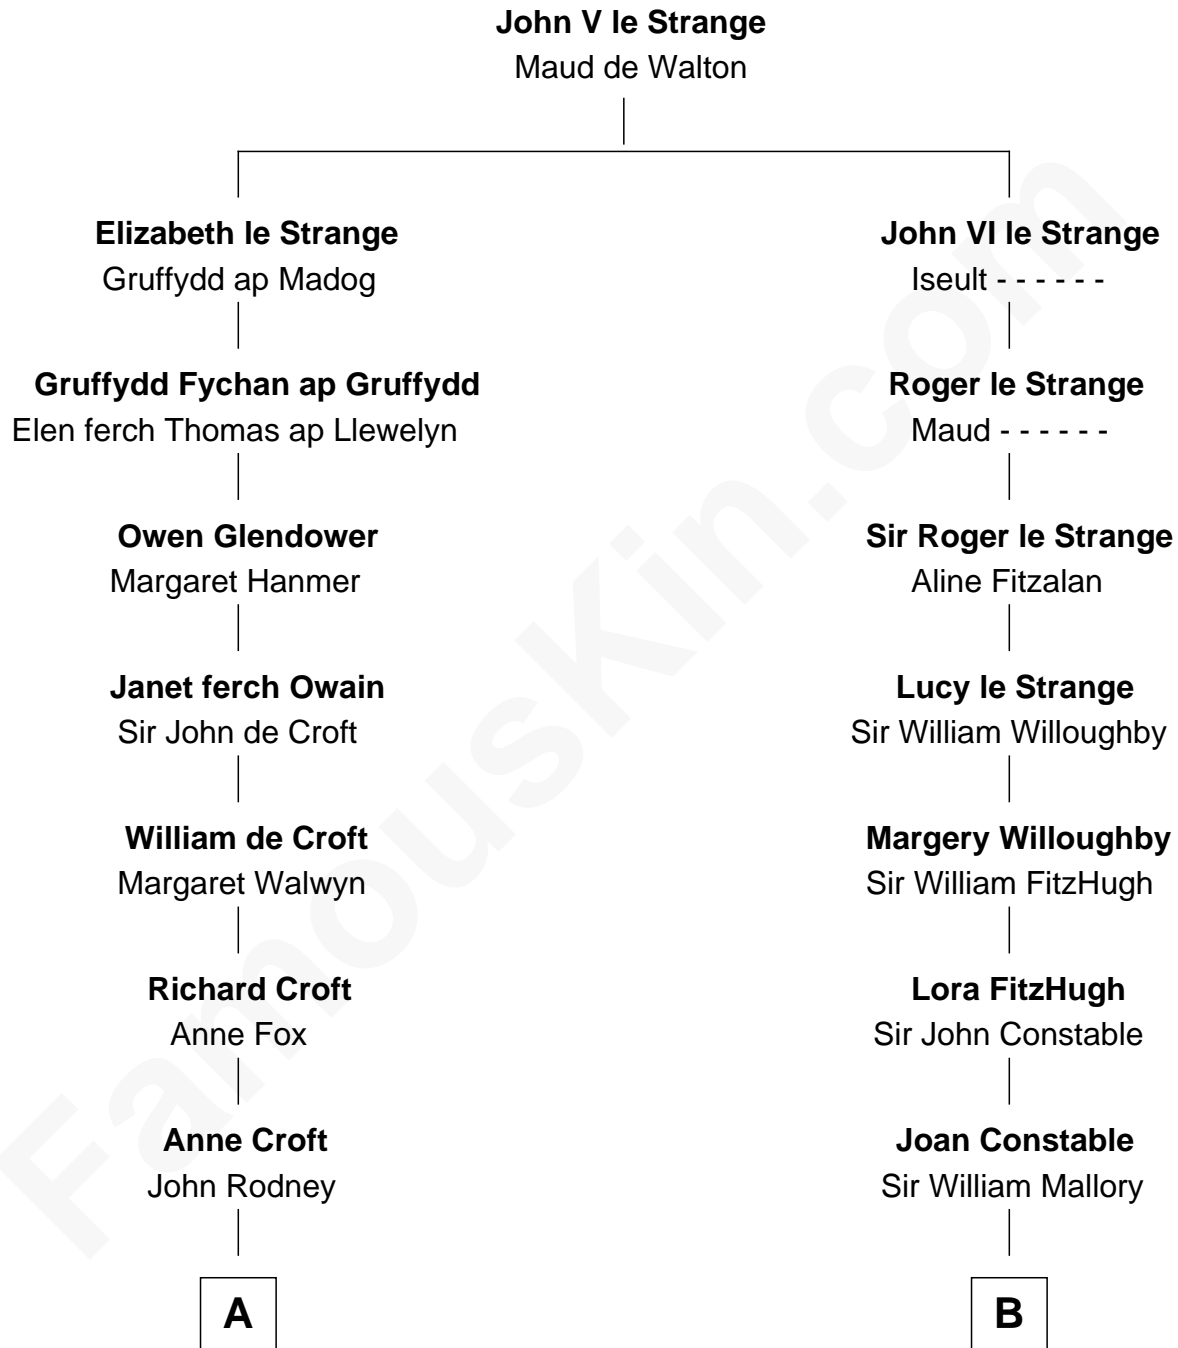 John V le Strange
Maud de Walton
Elizabeth le Strange
Gruffydd ap Madog
John VI le Strange
Iseult - - - - - -
Gruffydd Fychan ap Gruffydd
Elen ferch Thomas ap Llewelyn
Roger le Strange
Maud - - - - - -
Owen Glendower
Margaret Hanmer
Sir Roger le Strange
Aline Fitzalan
Janet ferch Owain
Sir John de Croft
Lucy le Strange
Sir William Willoughby
William de Croft
Margaret Walwyn
Margery Willoughby
Sir William FitzHugh
Richard Croft
Anne Fox
Lora FitzHugh
Sir John Constable
Anne Croft
John Rodney
Joan Constable
Sir William Mallory
A
B
FamousKin.com